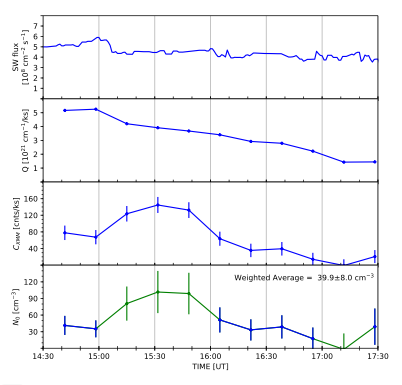 SW flux
[10⁸ cm⁻² s⁻¹]
8
7
6
5
4
3
2
1
Q [10²¹ cm⁻¹/ks]
5
4
3
2
1
C_XMM [cnts/ks]
160
120
80
40
Weighted Average = 39.9±8.0 cm⁻³
N₀ [cm⁻³]
120
90
60
30
14:30 15:00 15:30 16:00 16:30 17:00 17:30
TIME [UT]